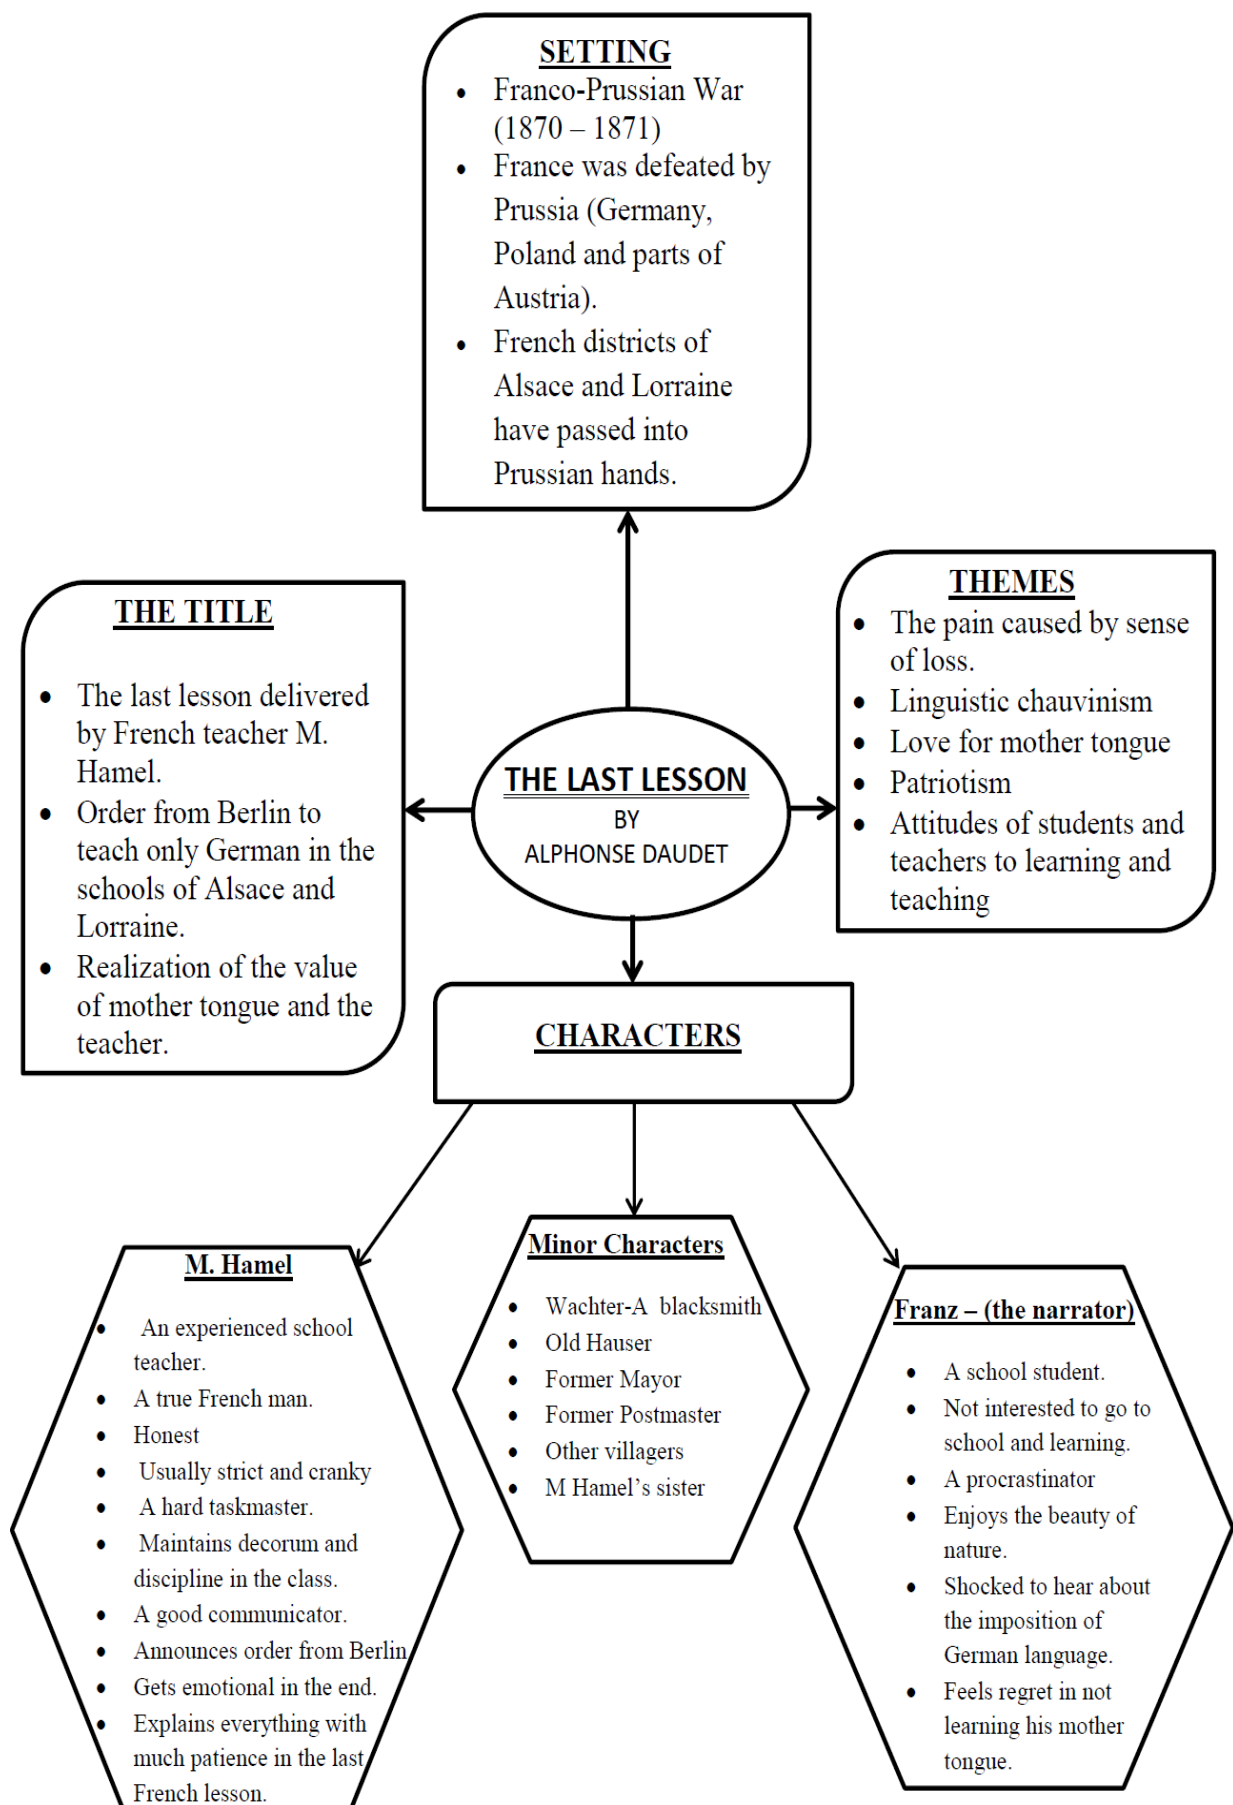 SETTING
• Franco-Prussian War
(1870 – 1871)
• France was defeated by
Prussia (Germany,
Poland and parts of
Austria).
• French districts of
Alsace and Lorraine
have passed into
Prussian hands.
THE TITLE
• The last lesson delivered
by French teacher M.
Hamel.
• Order from Berlin to
teach only German in the
schools of Alsace and
Lorraine.
• Realization of the value
of mother tongue and the
teacher.
THE LAST LESSON
BY
ALPHONSE DAUDET
THEMES
• The pain caused by sense
of loss.
• Linguistic chauvinism
• Love for mother tongue
• Patriotism
• Attitudes of students and
teachers to learning and
teaching
CHARACTERS
M. Hamel
• An experienced school
teacher.
• A true French man.
• Honest
• Usually strict and cranky
• A hard taskmaster.
• Maintains decorum and
discipline in the class.
• A good communicator.
• Announces order from Berlin
• Gets emotional in the end.
• Explains everything with
much patience in the last
French lesson.
Minor Characters
• Wachter-A blacksmith
• Old Hauser
• Former Mayor
• Former Postmaster
• Other villagers
• M Hamel’s sister
Franz – (the narrator)
• A school student.
• Not interested to go to
school and learning.
• A procrastinator
• Enjoys the beauty of
nature.
• Shocked to hear about
the imposition of
German language.
• Feels regret in not
learning his mother
tongue.